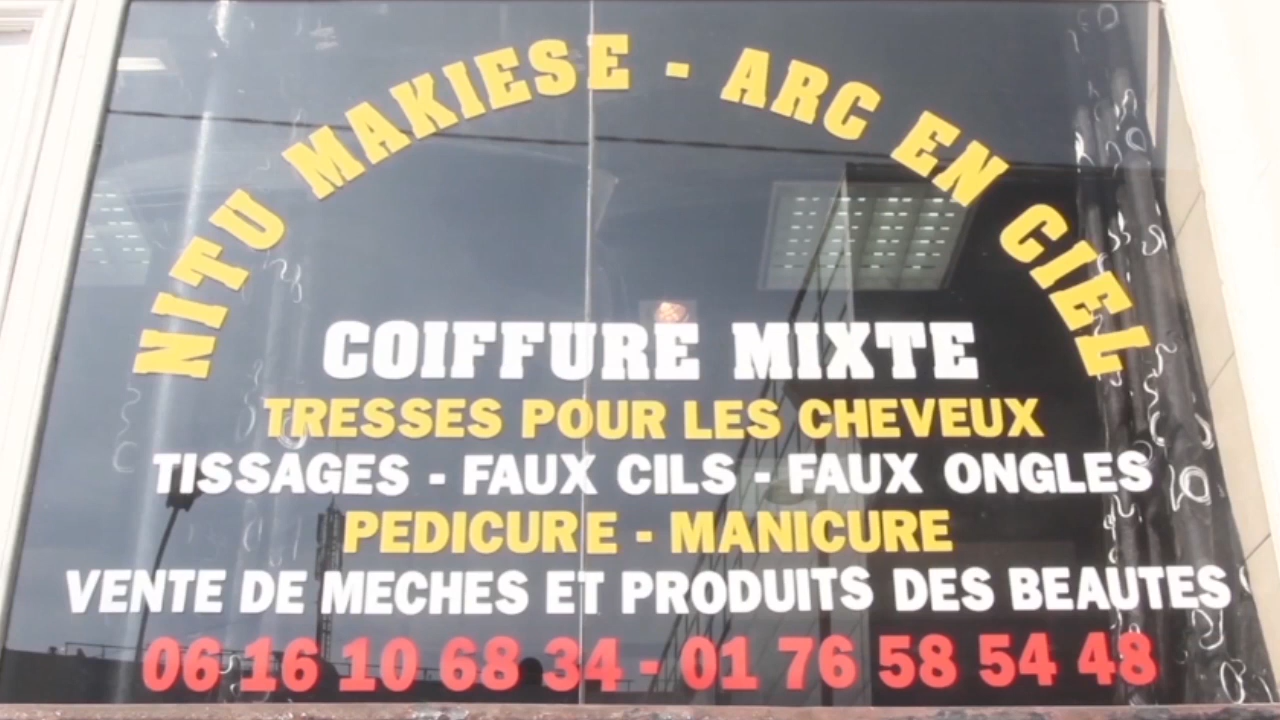 NITU MAKIESE - ARC EN CIEL
COIFFURE MIXTE
TRESSES POUR LES CHEVEUX
TISSAGES - FAUX CILS - FAUX ONGLES
PEDICURE - MANICURE
VENTE DE MECHES ET PRODUITS DES BEAUTES
06 16 10 68 34 - 01 76 58 54 48